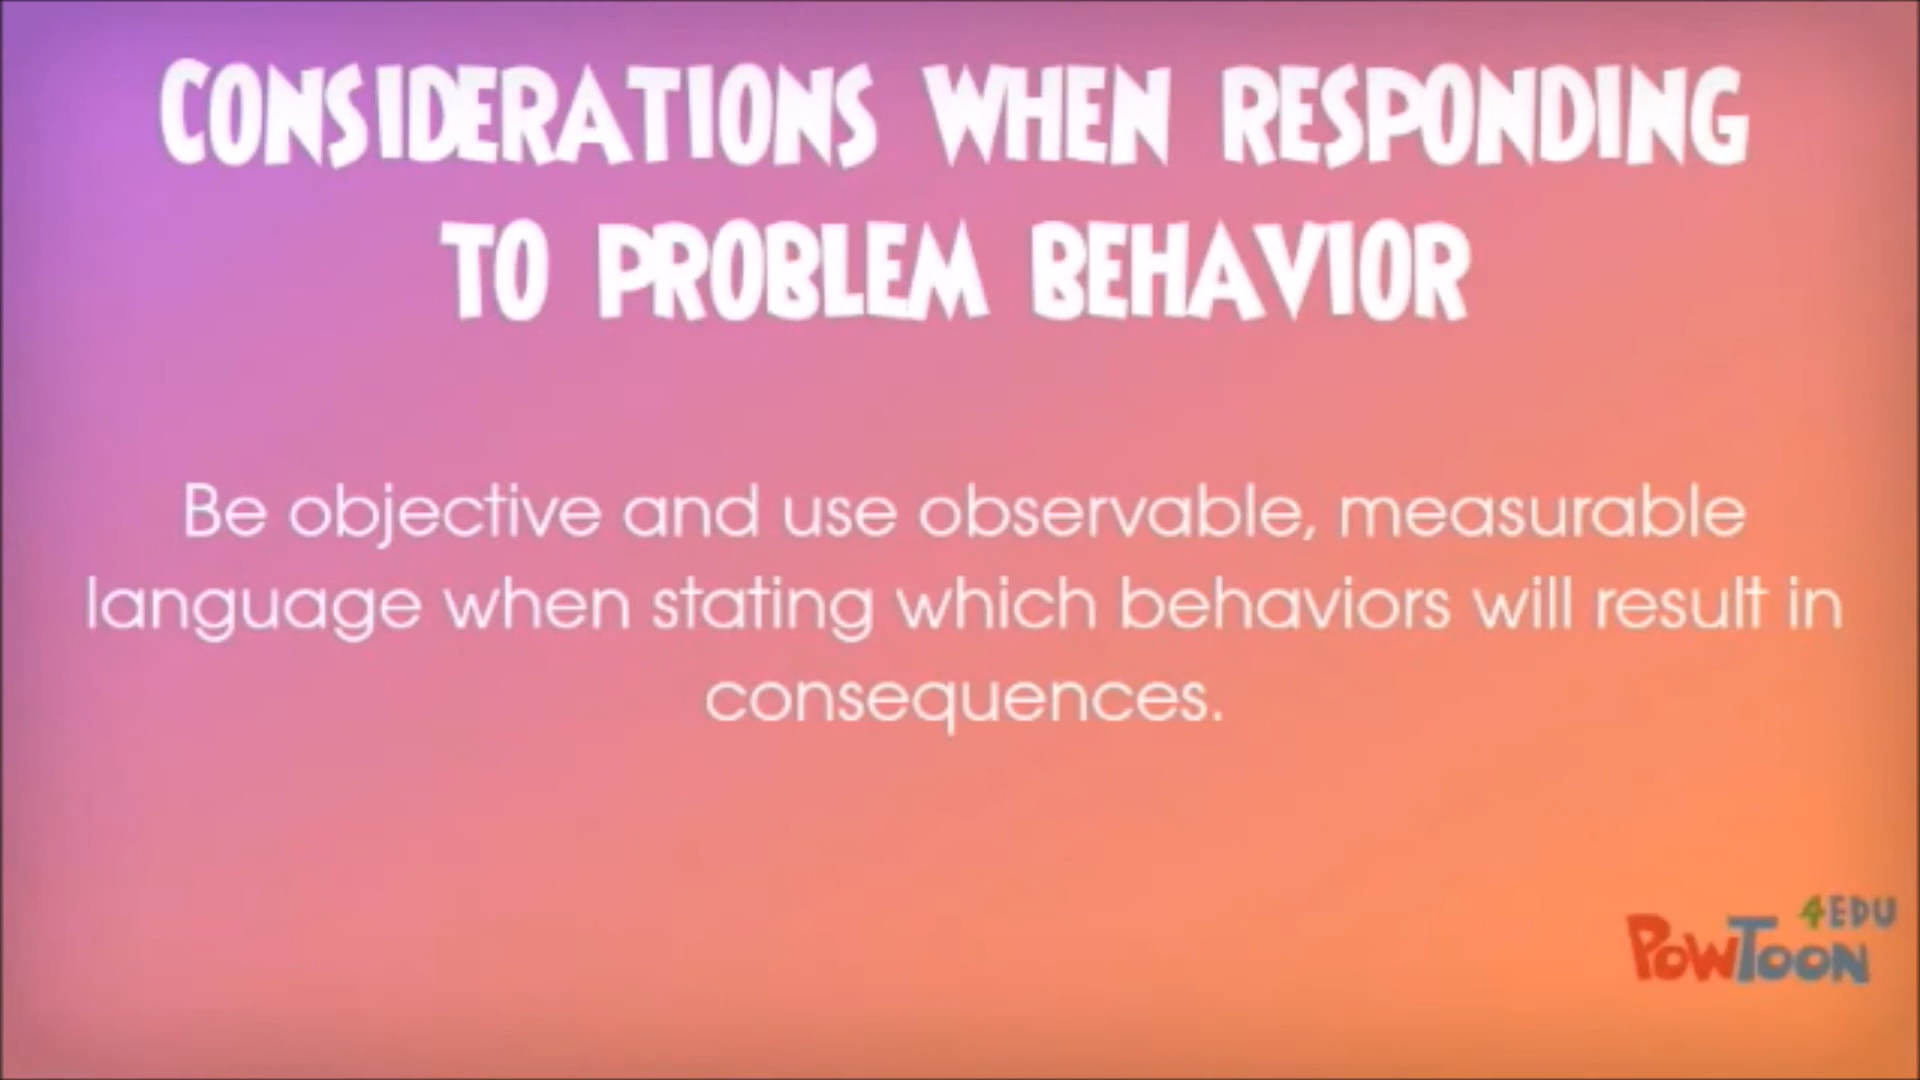 CONSIDERATIONS WHEN RESPONDING
TO PROBLEM BEHAVIOR
Be objective and use observable, measurable
language when stating which behaviors will result in
consequences.
4EDU
POWTOON